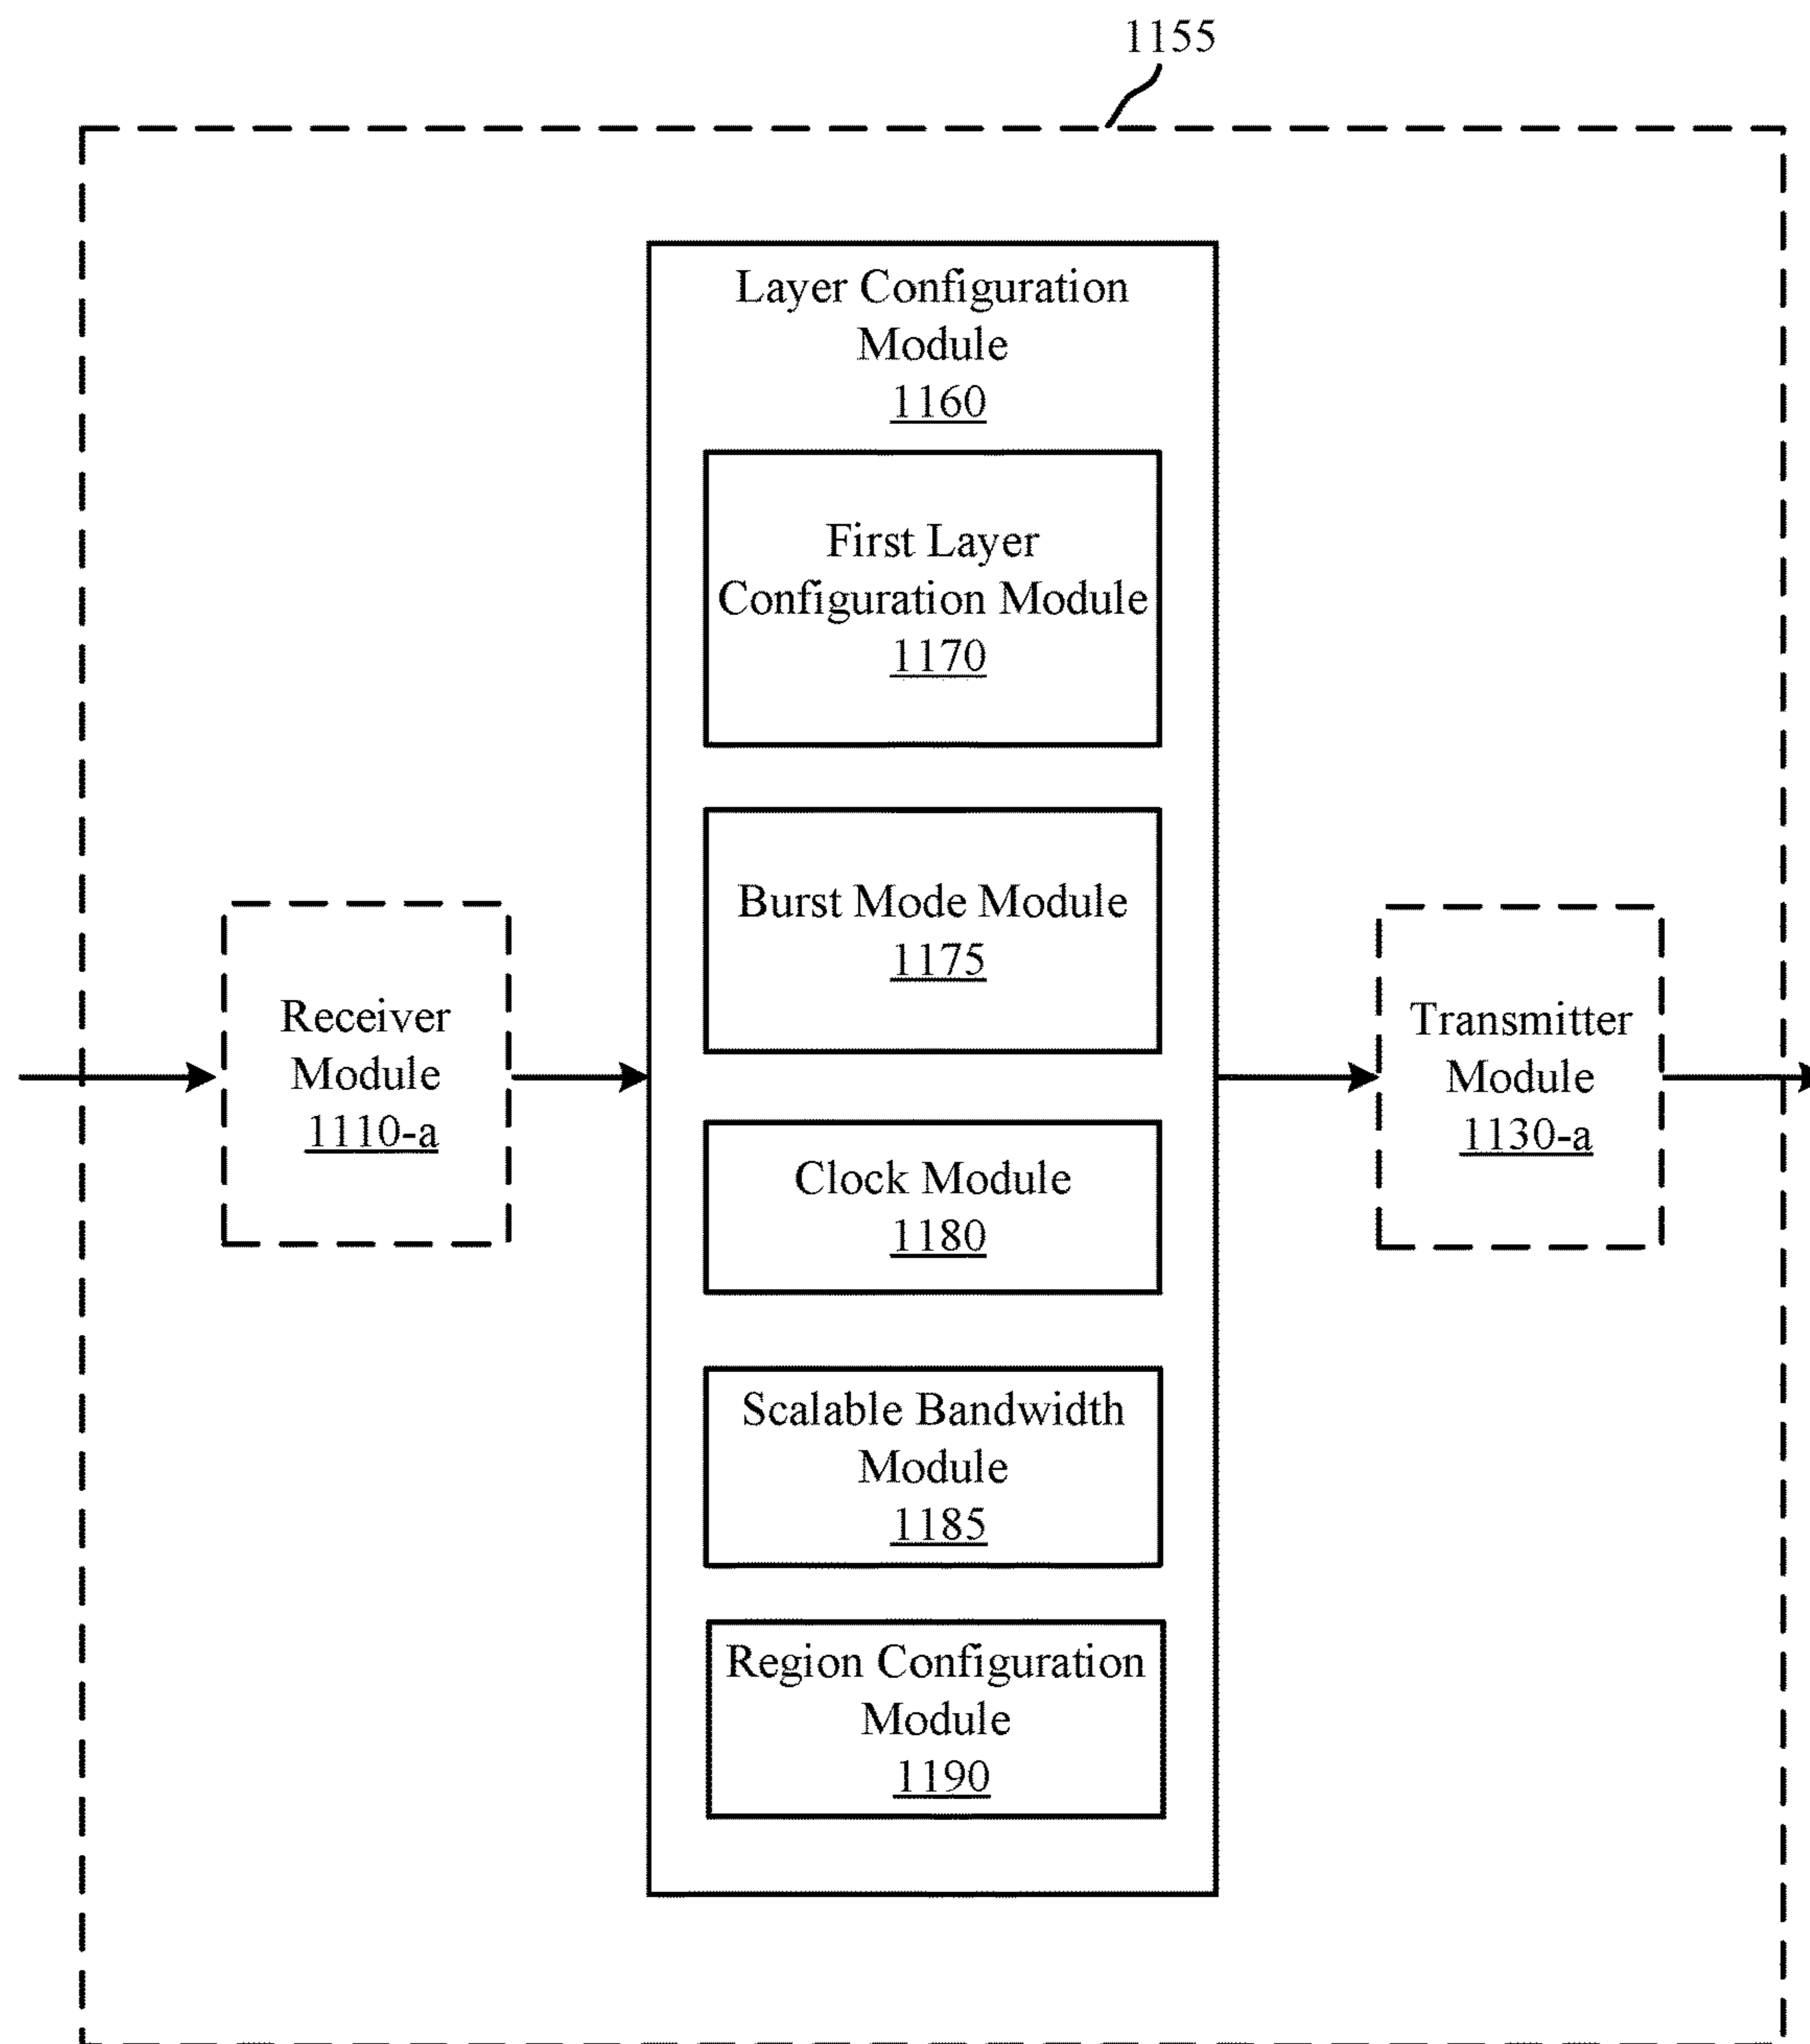 1155
Layer Configuration
Module
1160
First Layer
Configuration Module
1170
Burst Mode Module
1175
Receiver
Module
1110-a
Transmitter
Module
1130-a
Clock Module
1180
Scalable Bandwidth
Module
1185
Region Configuration
Module
1190